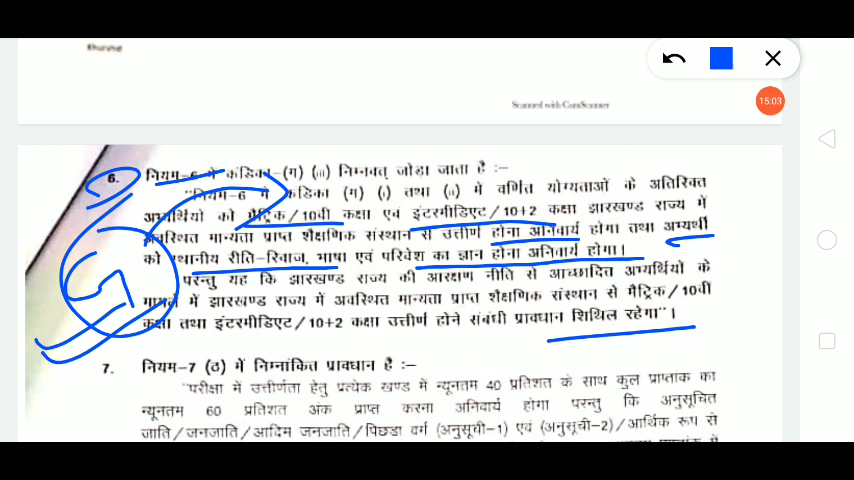 Khurshid
Scanned with CamScanner
15:03
6. नियम-6 में कंडिका-(ग) (iii) निम्नवत् जोड़ा जाता है :-
"नियम-6 में कंडिका (ग) (i) तथा (ii) में वर्णित योग्यताओं के अतिरिक्त
अभ्यर्थियों को मैट्रिक/10वीं कक्षा एवं इंटरमीडिएट/10+2 कक्षा झारखण्ड राज्य में
अवस्थित मान्यता प्राप्त शैक्षणिक संस्थान से उत्तीर्ण होना अनिवार्य होगा तथा अभ्यर्थी
को स्थानीय रीति-रिवाज, भाषा एवं परिवेश का ज्ञान होना अनिवार्य होगा।
परन्तु यह कि झारखण्ड राज्य की आरक्षण नीति से आच्छादित अभ्यर्थियों के
मामले में झारखण्ड राज्य में अवस्थित मान्यता प्राप्त शैक्षणिक संस्थान से मैट्रिक/10वीं
कक्षा तथा इंटरमीडिएट/10+2 कक्षा उत्तीर्ण होने संबंधी प्रावधान शिथिल रहेगा"।
7. नियम-7 (ठ) में निम्नांकित प्रावधान है :-
"परीक्षा में उत्तीर्णता हेतु प्रत्येक खण्ड में न्यूनतम 40 प्रतिशत के साथ कुल प्राप्तांक का
न्यूनतम 60 प्रतिशत अंक प्राप्त करना अनिवार्य होगा परन्तु कि अनुसूचित
जाति/जनजाति/आदिम जनजाति/पिछडा वर्ग (अनुसूची-1) एवं (अनुसूची-2)/आर्थिक रूप से